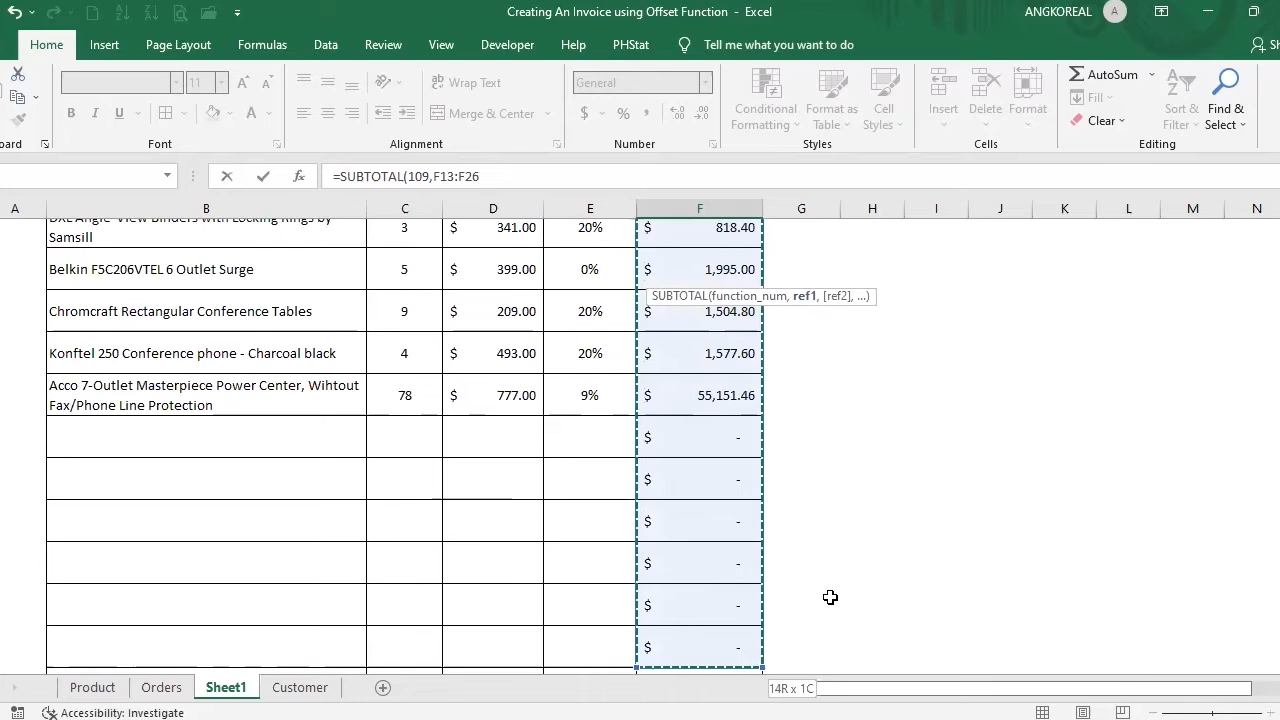 Creating An Invoice using Offset Function - Excel
ANGKOREAL A
Home Insert Page Layout Formulas Data Review View Developer Help PHStat Tell me what you want to do
11 A A ab Wrap Text General AutoSum
Fill
B I U A Merge & Center $ % , Conditional Formatting Format as Table Cell Styles Insert Delete Format Clear Sort & Filter Find & Select
Font Alignment Number Styles Cells Editing
fx =SUBTOTAL(109,F13:F26
A B C D E F G H I J K L M N
DXL Angle-View Binders with Locking Rings by Samsill 3 $ 341.00 20% $ 818.40
Belkin F5C206VTEL 6 Outlet Surge 5 $ 399.00 0% $ 1,995.00
SUBTOTAL(function_num, ref1, [ref2], ...)
Chromcraft Rectangular Conference Tables 9 $ 209.00 20% $ 1,504.80
Konftel 250 Conference phone - Charcoal black 4 $ 493.00 20% $ 1,577.60
Acco 7-Outlet Masterpiece Power Center, Wihtout Fax/Phone Line Protection 78 $ 777.00 9% $ 55,151.46
$ -
$ -
$ -
$ -
$ -
$ -
Product Orders Sheet1 Customer 14R x 1C
Accessibility: Investigate